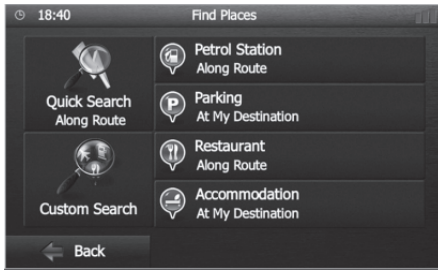 18:40 Find Places
Quick Search
Along Route
Custom Search
Petrol Station
Along Route
P Parking
At My Destination
Restaurant
Along Route
Accommodation
At My Destination
Back